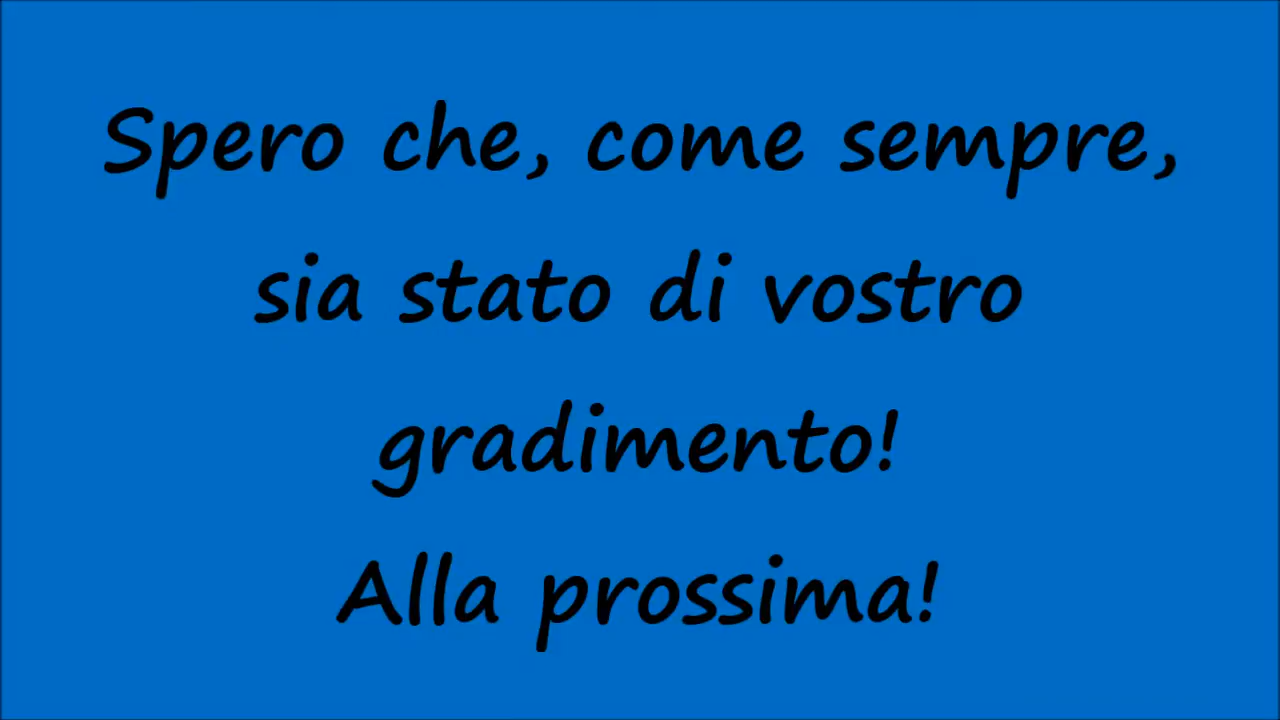 Spero che, come sempre,
sia stato di vostro
gradimento!
Alla prossima!